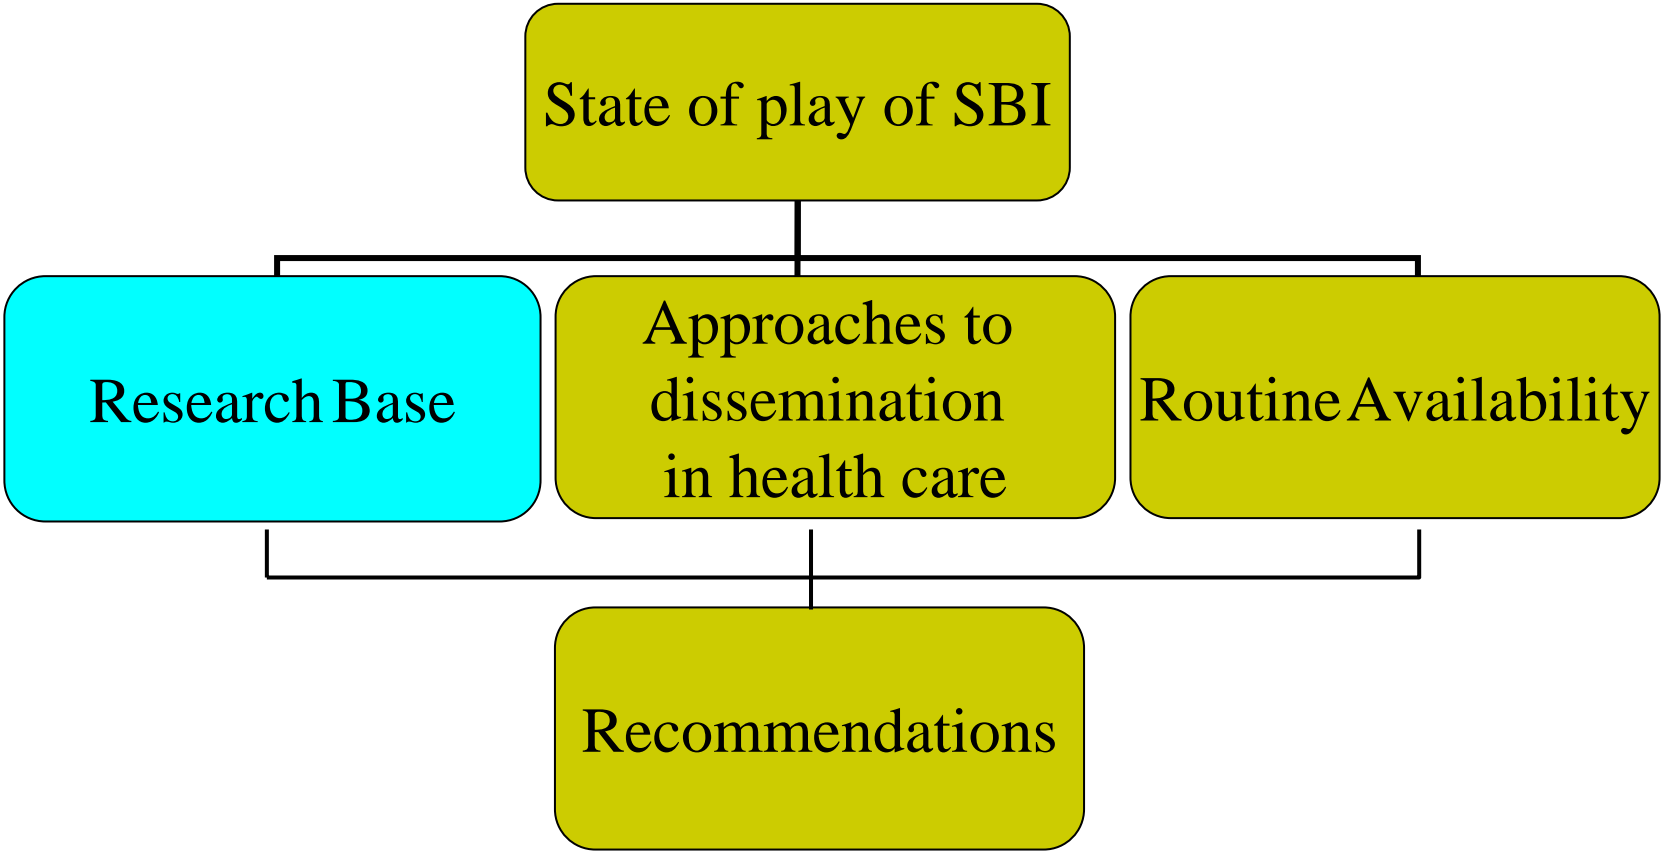 State of play of SBI
Research Base
Approaches to
dissemination
in health care
Routine Availability
Recommendations